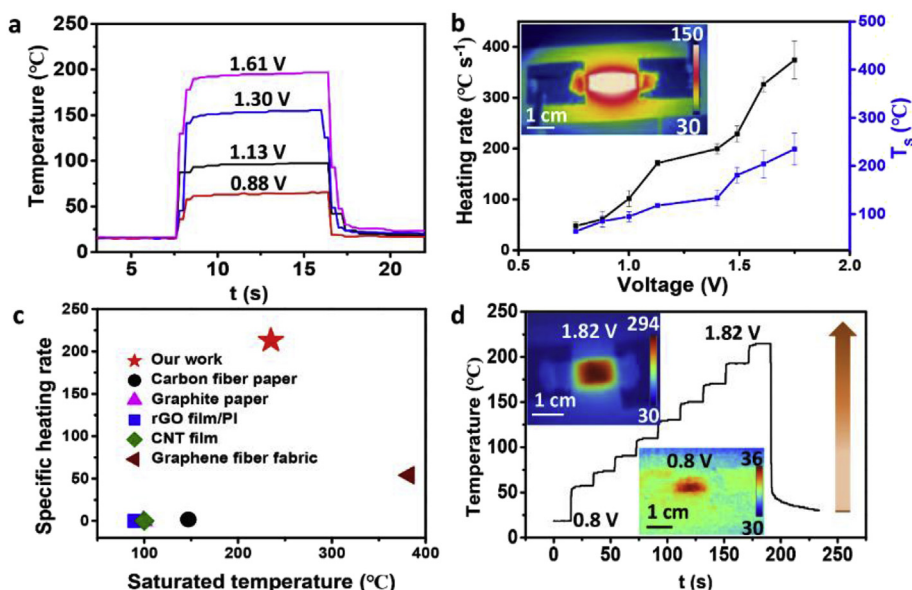 a
250
200
150
100
50
0
Temperature (℃)
1.61 V
1.30 V
1.13 V
0.88 V
5
10
15
20
t (s)
b
400
300
200
100
0
Heating rate (℃ s⁻¹)
150
30
1 cm
500
400
300
200
100
Ts (℃)
0.5
1.0
1.5
2.0
Voltage (V)
c
250
200
150
100
50
0
Specific heating rate
Our work
Carbon fiber paper
Graphite paper
rGO film/PI
CNT film
Graphene fiber fabric
100
200
300
400
Saturated temperature (℃)
d
250
200
150
100
50
0
Temperature (℃)
1.82 V
294
30
1 cm
1.82 V
0.8 V
36
30
1 cm
0.8 V
0
50
100
150
200
250
t (s)